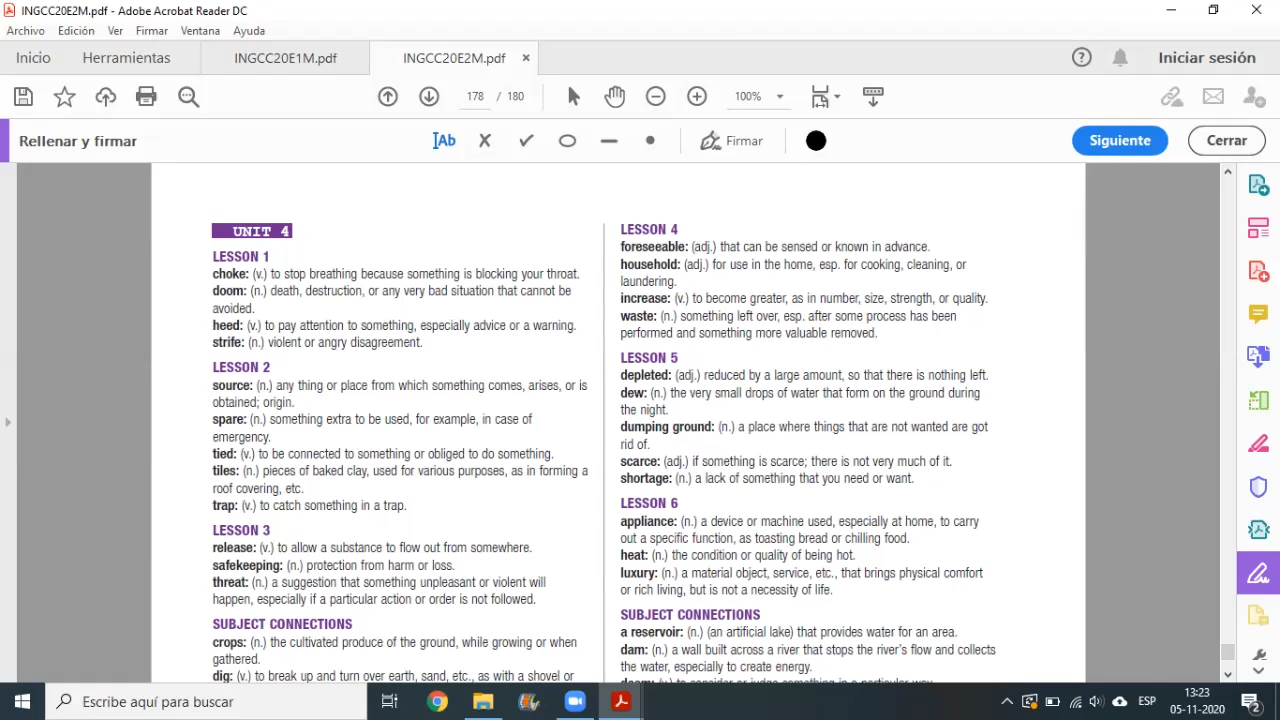 INGCC20E2M.pdf - Adobe Acrobat Reader DC
Archivo Edición Ver Firmar Ventana Ayuda
Inicio Herramientas INGCC20E1M.pdf INGCC20E2M.pdf × Iniciar sesión
178 / 180 100%
Rellenar y firmar Ab Firmar Siguiente Cerrar
UNIT 4
LESSON 1
choke: (v.) to stop breathing because something is blocking your throat.
doom: (n.) death, destruction, or any very bad situation that cannot be
avoided.
heed: (v.) to pay attention to something, especially advice or a warning.
strife: (n.) violent or angry disagreement.
LESSON 2
source: (n.) any thing or place from which something comes, arises, or is
obtained; origin.
spare: (n.) something extra to be used, for example, in case of
emergency.
tied: (v.) to be connected to something or obliged to do something.
tiles: (n.) pieces of baked clay, used for various purposes, as in forming a
roof covering, etc.
trap: (v.) to catch something in a trap.
LESSON 3
release: (v.) to allow a substance to flow out from somewhere.
safekeeping: (n.) protection from harm or loss.
threat: (n.) a suggestion that something unpleasant or violent will
happen, especially if a particular action or order is not followed.
SUBJECT CONNECTIONS
crops: (n.) the cultivated produce of the ground, while growing or when
gathered.
dig: (v.) to break up and turn over earth, sand, etc., as with a shovel or
LESSON 4
foreseeable: (adj.) that can be sensed or known in advance.
household: (adj.) for use in the home, esp. for cooking, cleaning, or
laundering.
increase: (v.) to become greater, as in number, size, strength, or quality.
waste: (n.) something left over, esp. after some process has been
performed and something more valuable removed.
LESSON 5
depleted: (adj.) reduced by a large amount, so that there is nothing left.
dew: (n.) the very small drops of water that form on the ground during
the night.
dumping ground: (n.) a place where things that are not wanted are got
rid of.
scarce: (adj.) if something is scarce; there is not very much of it.
shortage: (n.) a lack of something that you need or want.
LESSON 6
appliance: (n.) a device or machine used, especially at home, to carry
out a specific function, as toasting bread or chilling food.
heat: (n.) the condition or quality of being hot.
luxury: (n.) a material object, service, etc., that brings physical comfort
or rich living, but is not a necessity of life.
SUBJECT CONNECTIONS
a reservoir: (n.) (an artificial lake) that provides water for an area.
dam: (n.) a wall built across a river that stops the river's flow and collects
the water, especially to create energy.
Escribe aquí para buscar ESP 13:23
05-11-2020 2